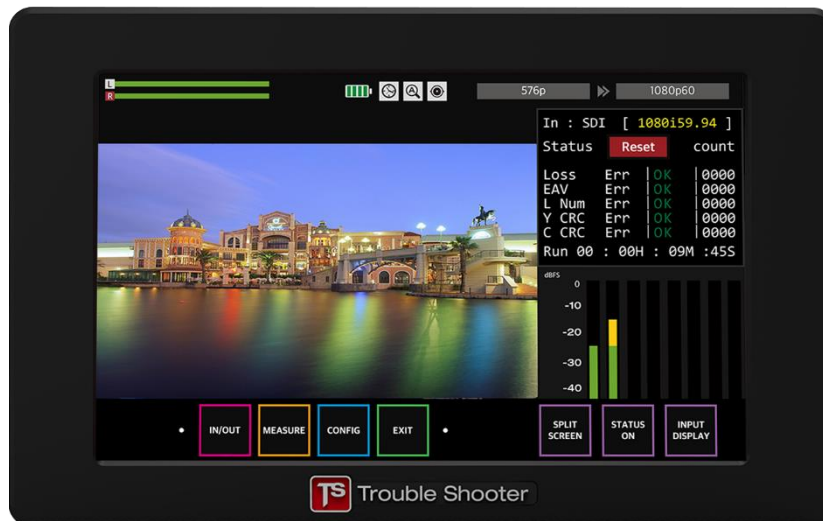 L
R
576p 1080p60
In : SDI [ 1080i59.94 ]
Status Reset count
Loss Err OK 0000
EAV Err OK 0000
L Num Err OK 0000
Y CRC Err OK 0000
C CRC Err OK 0000
Run 00 : 00H : 09M :45S
dBFS
0
-10
-20
-30
-40
IN/OUT MEASURE CONFIG EXIT SPLIT SCREEN STATUS ON INPUT DISPLAY
TS Trouble Shooter